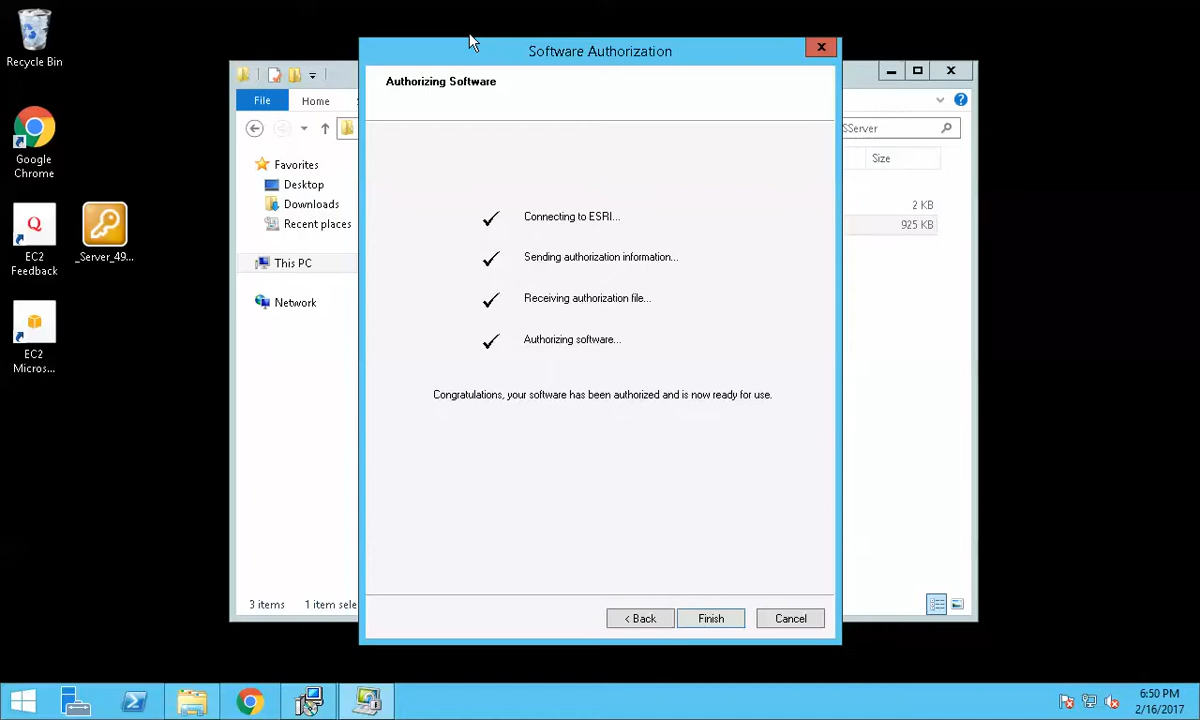 Recycle Bin
Google
Chrome
Q
EC2
Feedback
_Server_49...
EC2
Micros...
File
Home
Favorites
Desktop
Downloads
Recent places
This PC
Network
3 items 1 item sele
Software Authorization
Authorizing Software
Connecting to ESRI...
Sending authorization information...
Receiving authorization file...
Authorizing software...
Congratulations, your software has been authorized and is now ready for use.
< Back
Finish
Cancel
SServer
Size
2 KB
925 KB
6:50 PM
2/16/2017